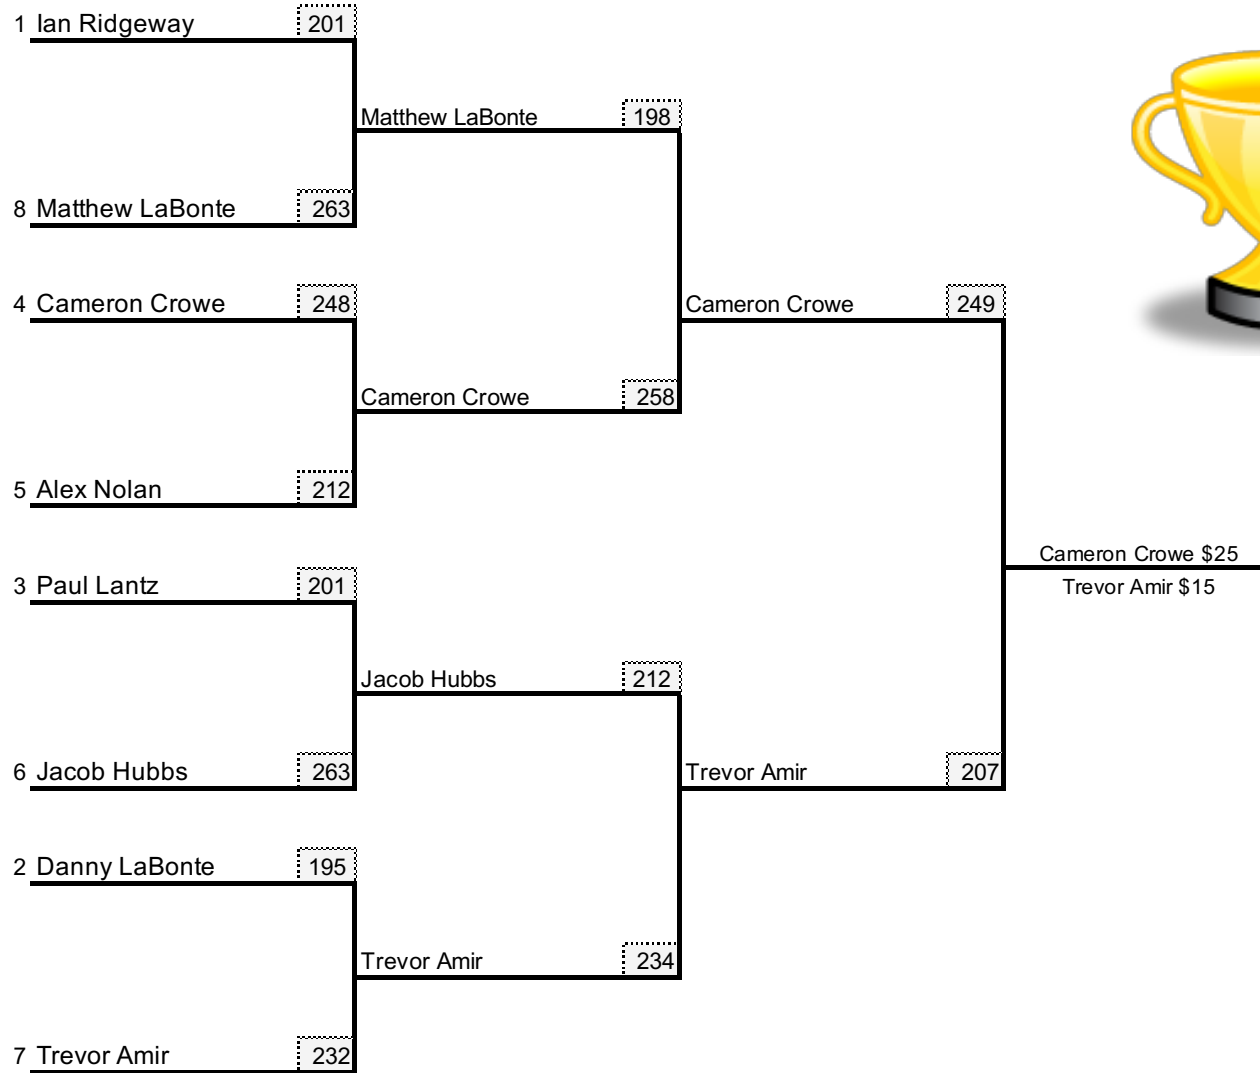 1 Ian Ridgeway 201
Matthew LaBonte 198
8 Matthew LaBonte 263
4 Cameron Crowe 248
Cameron Crowe 249
Cameron Crowe 258
5 Alex Nolan 212
Cameron Crowe $25
3 Paul Lantz 201
Trevor Amir $15
Jacob Hubbs 212
6 Jacob Hubbs 263
Trevor Amir 207
2 Danny LaBonte 195
Trevor Amir 234
7 Trevor Amir 232